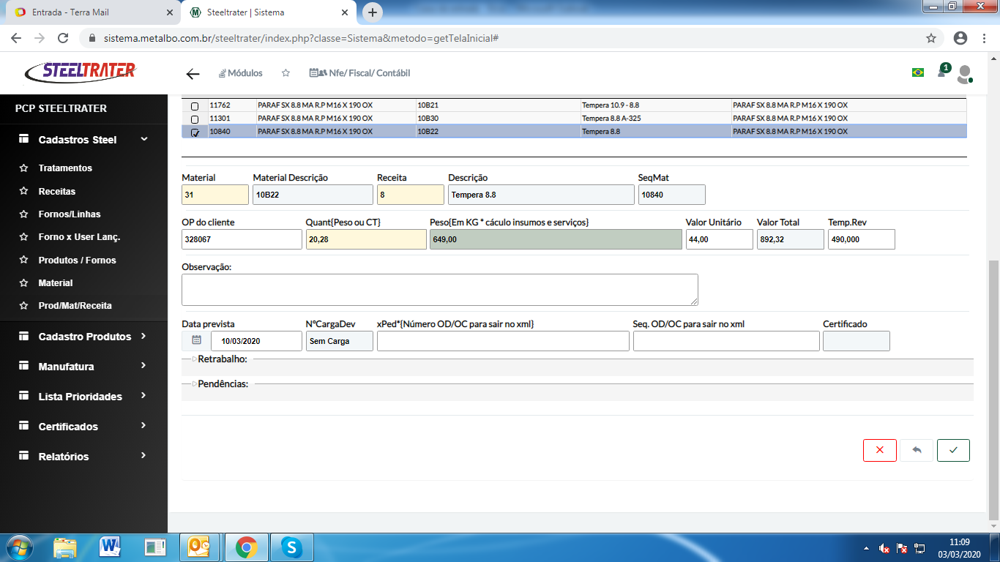 Entrada - Terra Mail
Steeltrater | Sistema
sistema.metalbo.com.br/steeltrater/index.php?classe=Sistema&metodo=getTelaInicial#
STEELTRATER
Módulos
Nfe/ Fiscal/ Contábil
1
PCP STEELTRATER
Cadastros Steel
Tratamentos
Receitas
Fornos/Linhas
Forno x User Lanç.
Produtos / Fornos
Material
Prod/Mat/Receita
Cadastro Produtos
Manufatura
Lista Prioridades
Certificados
Relatórios
11762 PARAF SX 8.8 MA R.P M16 X 190 OX 10B21 Tempera 10.9 - 8.8 PARAF SX 8.8 MA R.P M16 X 190 OX
11301 PARAF SX 8.8 MA R.P M16 X 190 OX 10B30 Tempera 8.8 A-325 PARAF SX 8.8 MA R.P M16 X 190 OX
10840 PARAF SX 8.8 MA R.P M16 X 190 OX 10B22 Tempera 8.8 PARAF SX 8.8 MA R.P M16 X 190 OX
Material Material Descrição Receita Descrição SeqMat
31 10B22 8 Tempera 8.8 10840
OP do cliente Quant{Peso ou CT} Peso{Em KG * cáculo insumos e serviços} Valor Unitário Valor Total Temp.Rev
328067 20,28 649,00 44,00 892,32 490,000
Observação:
Data prevista NºCargaDev xPed*{Número OD/OC para sair no xml} Seq. OD/OC para sair no xml Certificado
10/03/2020 Sem Carga
Retrabalho:
Pendências:
11:09
03/03/2020